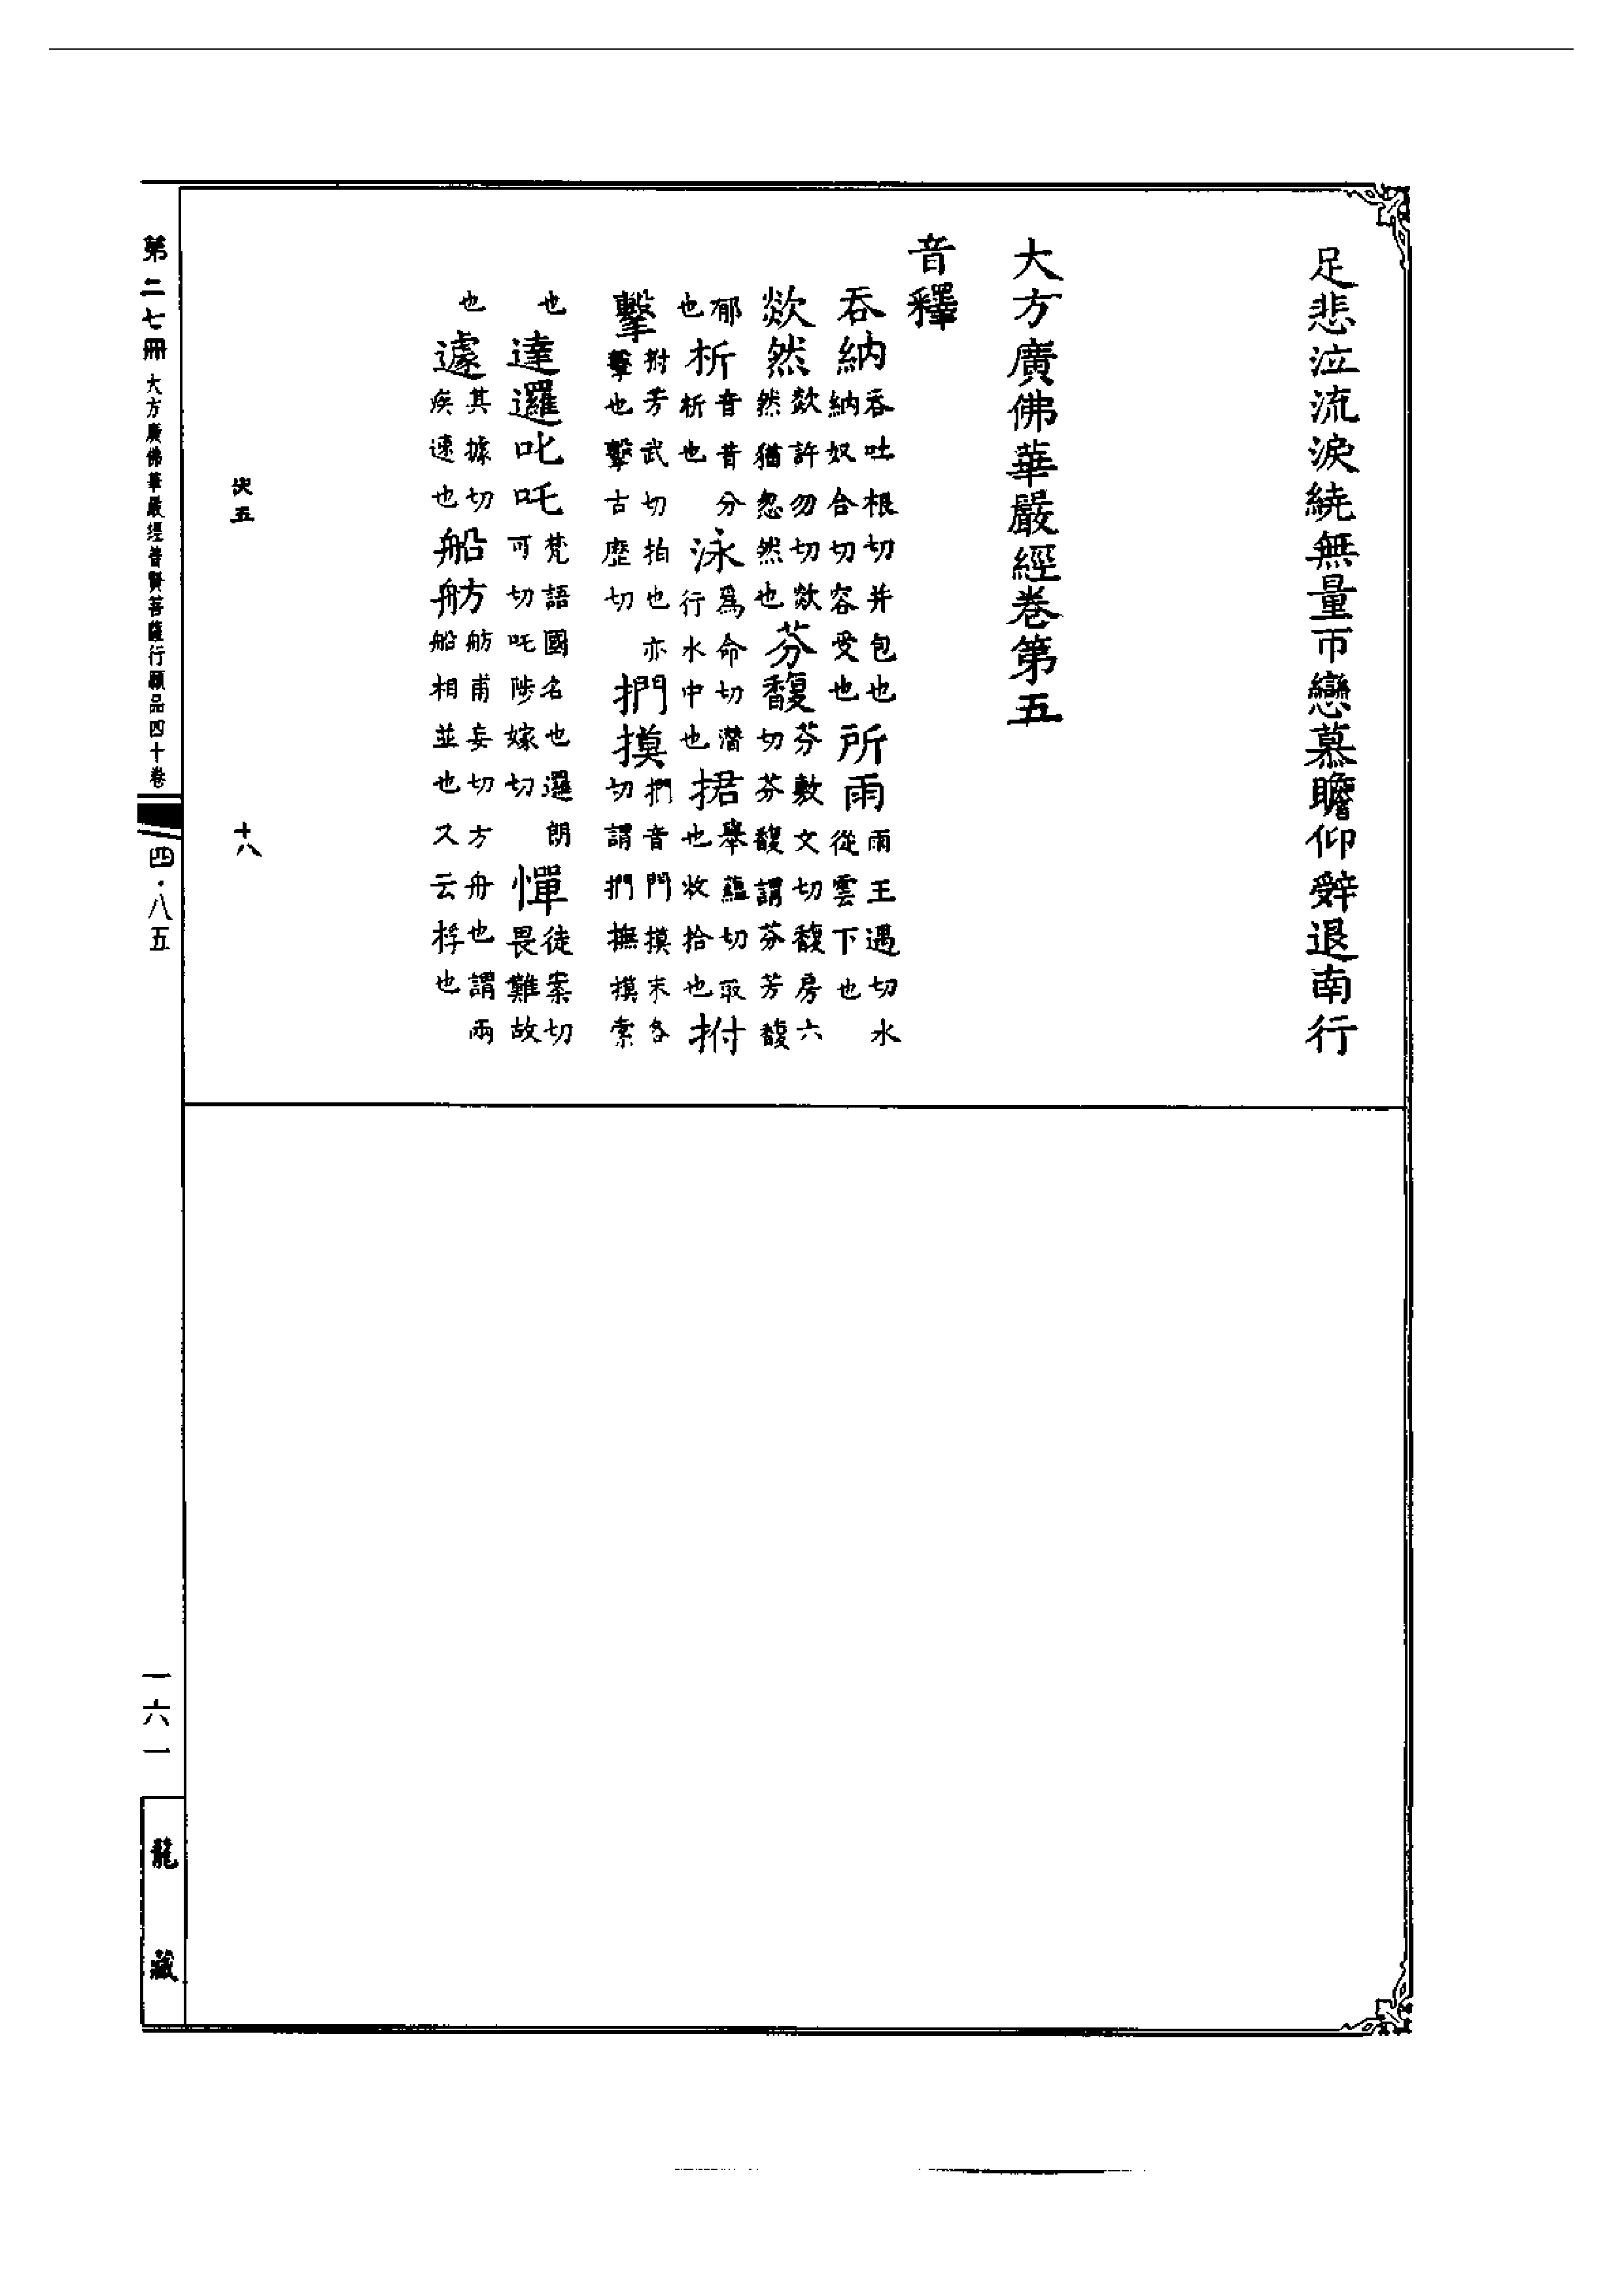 足悲泣流淚繞無量帀戀慕瞻仰辭退南行
大方廣佛華嚴經卷第五
音釋
吞納吞吐根切并包也納奴合切容受也所雨雨王遇切水從雲下也
欻然欻許勿切欻然猶忽然也芬馥芬敷文切馥房六切芬馥謂芬芳馥
郁也析音昔分析也泳爲命切潛行水中也捃舉蘊切取也收拾也拊
擊拊芳武切拍也亦擊也擊古歷切捫摸捫音門摸末各切謂捫撫摸索
也達邏叱吒梵語國名也邏朗可切吒陟嫁切憚徒案切畏難故
也遽其據切疾速也船舫舫甫妄切方舟也謂兩船相並也又云桴也
五 十八
第二七冊 大方廣佛華嚴經普賢菩薩行願品四十卷 四·八五 一六一 龍藏